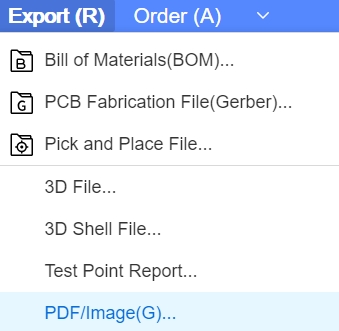 Export (R) Order (A)
B Bill of Materials(BOM)...
G PCB Fabrication File(Gerber)...
Pick and Place File...
3D File...
3D Shell File...
Test Point Report...
PDF/Image(G)...